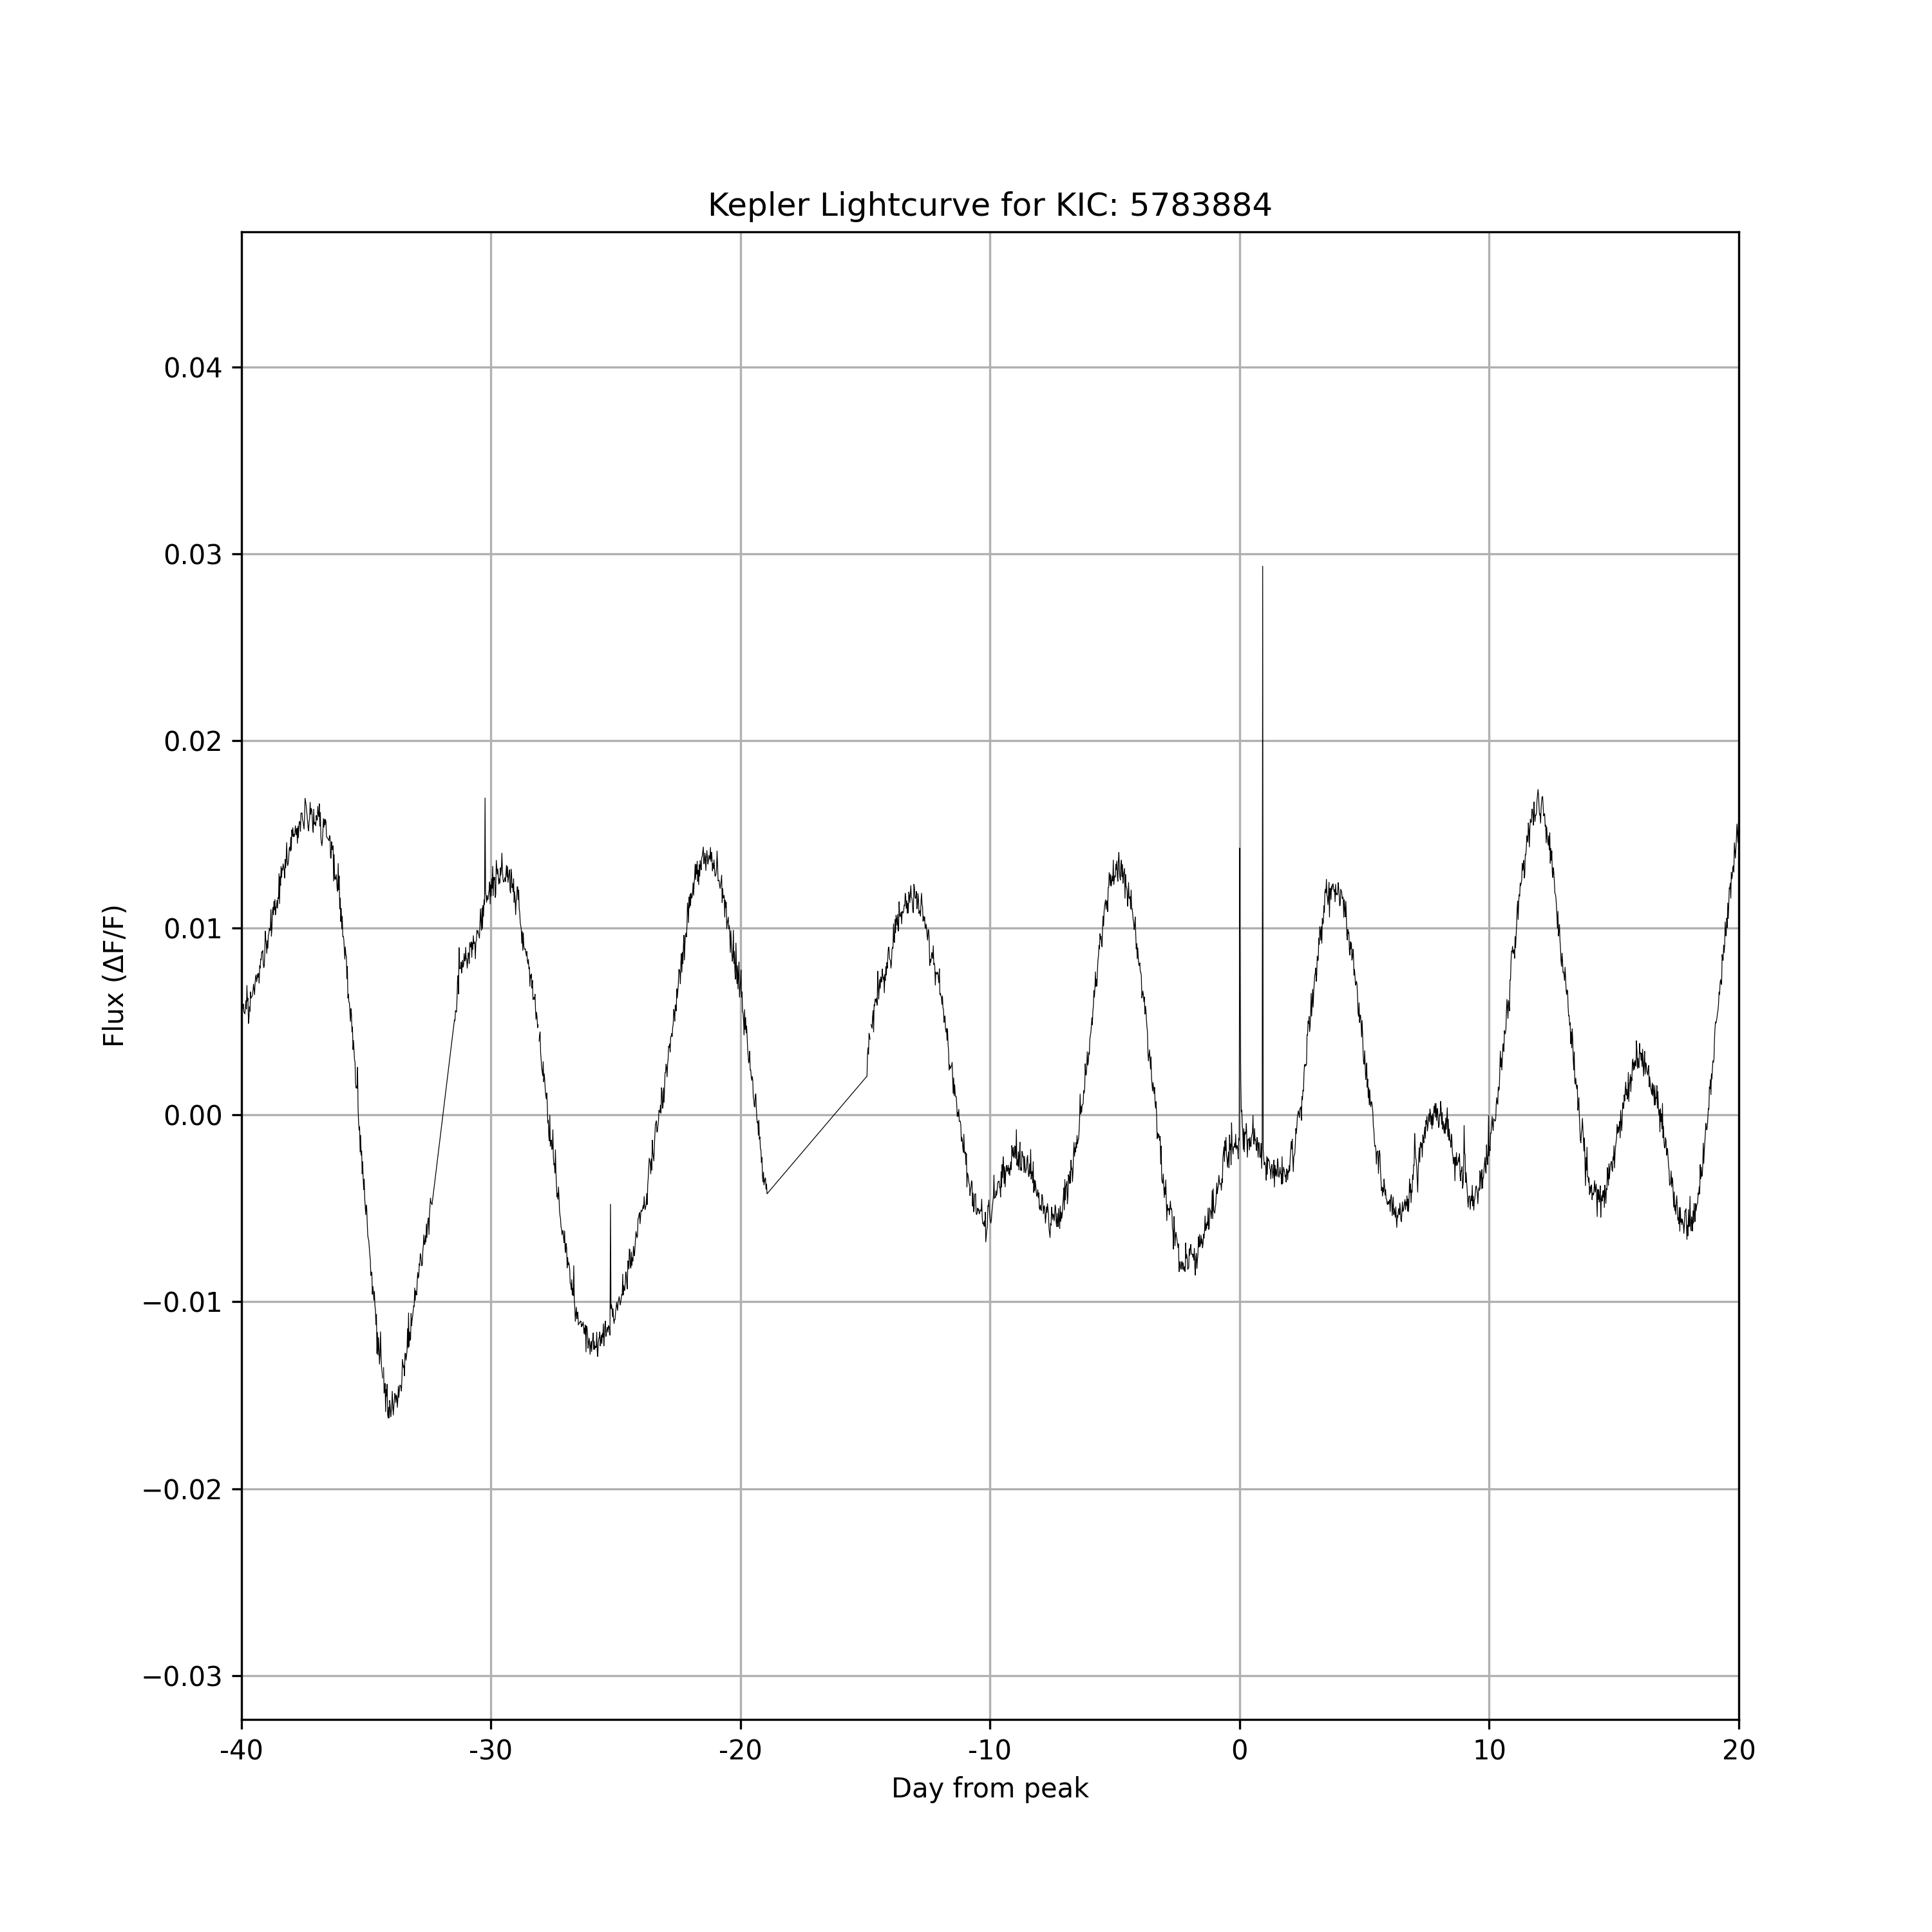 Kepler Lightcurve for KIC: 5783884
0.04
0.03
0.02
0.01
0.00
−0.01
−0.02
−0.03
Flux (ΔF/F)
-40 -30 -20 -10 0 10 20
Day from peak